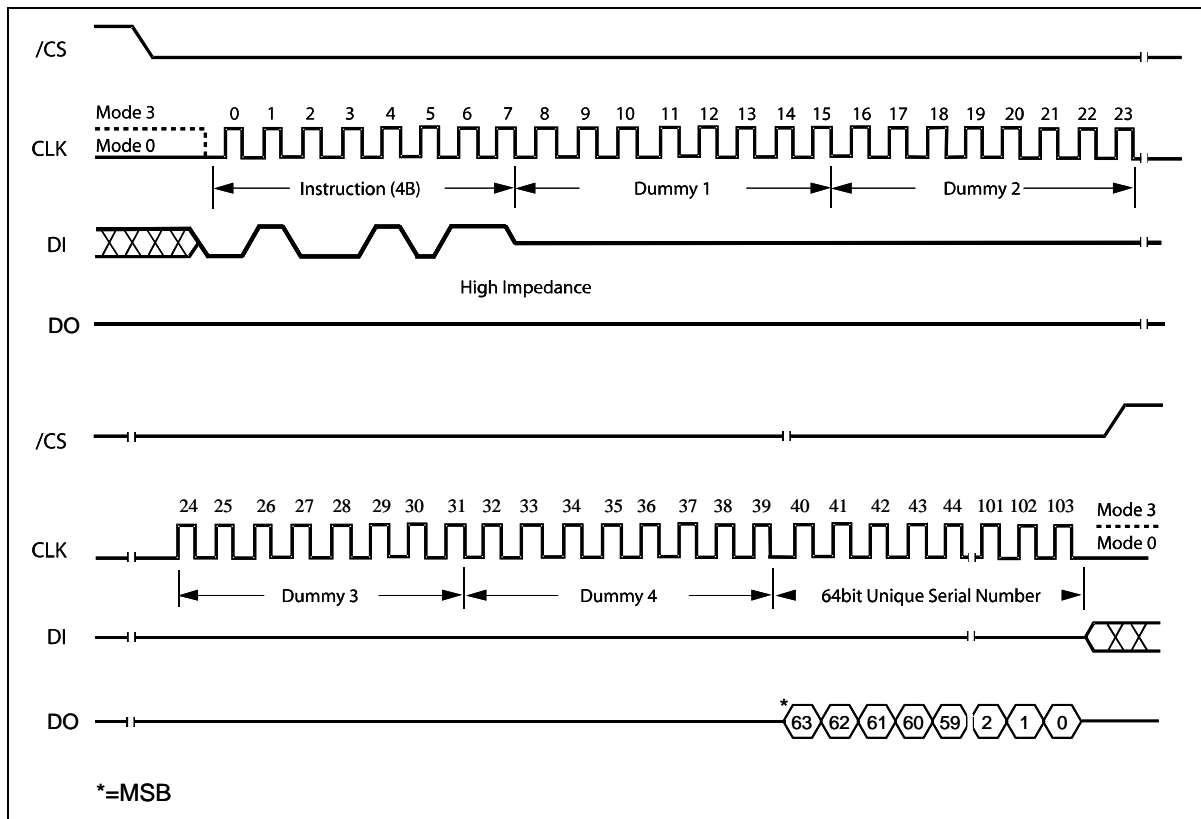 /CS
Mode 3
0 1 2 3 4 5 6 7 8 9 10 11 12 13 14 15 16 17 18 19 20 21 22 23
CLK
Mode 0
Instruction (4B) Dummy 1 Dummy 2
DI
High Impedance
DO
/CS
24 25 26 27 28 29 30 31 32 33 34 35 36 37 38 39 40 41 42 43 44 101 102 103
Mode 3
CLK
Mode 0
Dummy 3 Dummy 4 64bit Unique Serial Number
DI
*
DO
63 62 61 60 59 2 1 0
*=MSB